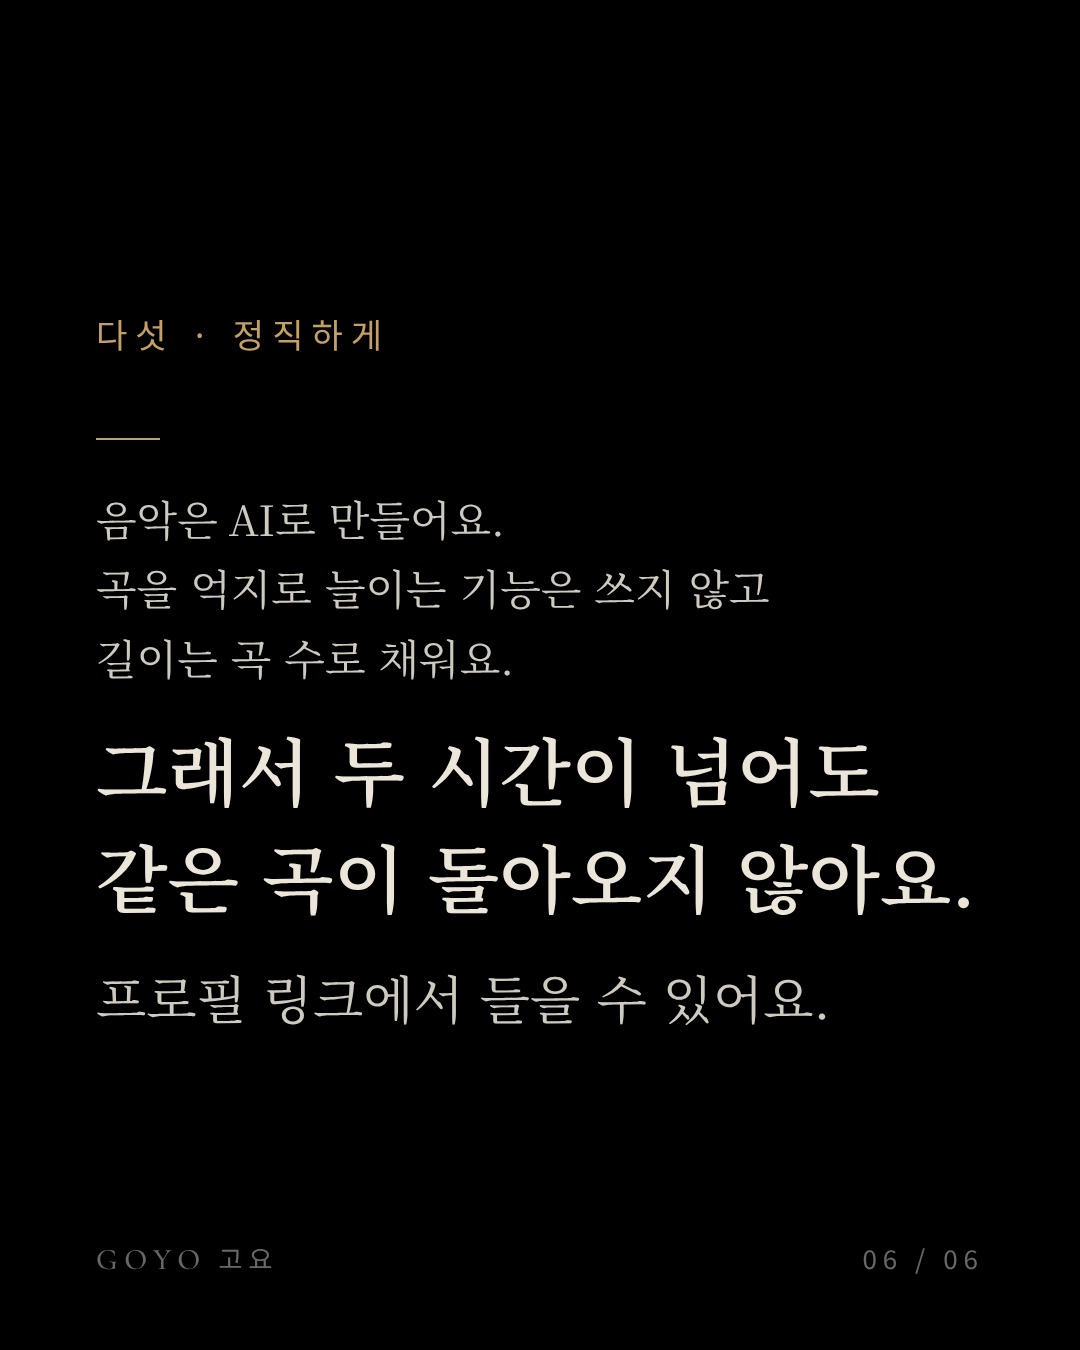 다섯 · 정직하게
음악은 AI로 만들어요.
곡을 억지로 늘이는 기능은 쓰지 않고
길이는 곡 수로 채워요.
그래서 두 시간이 넘어도
같은 곡이 돌아오지 않아요.
프로필 링크에서 들을 수 있어요.
GOYO 고요
06 / 06